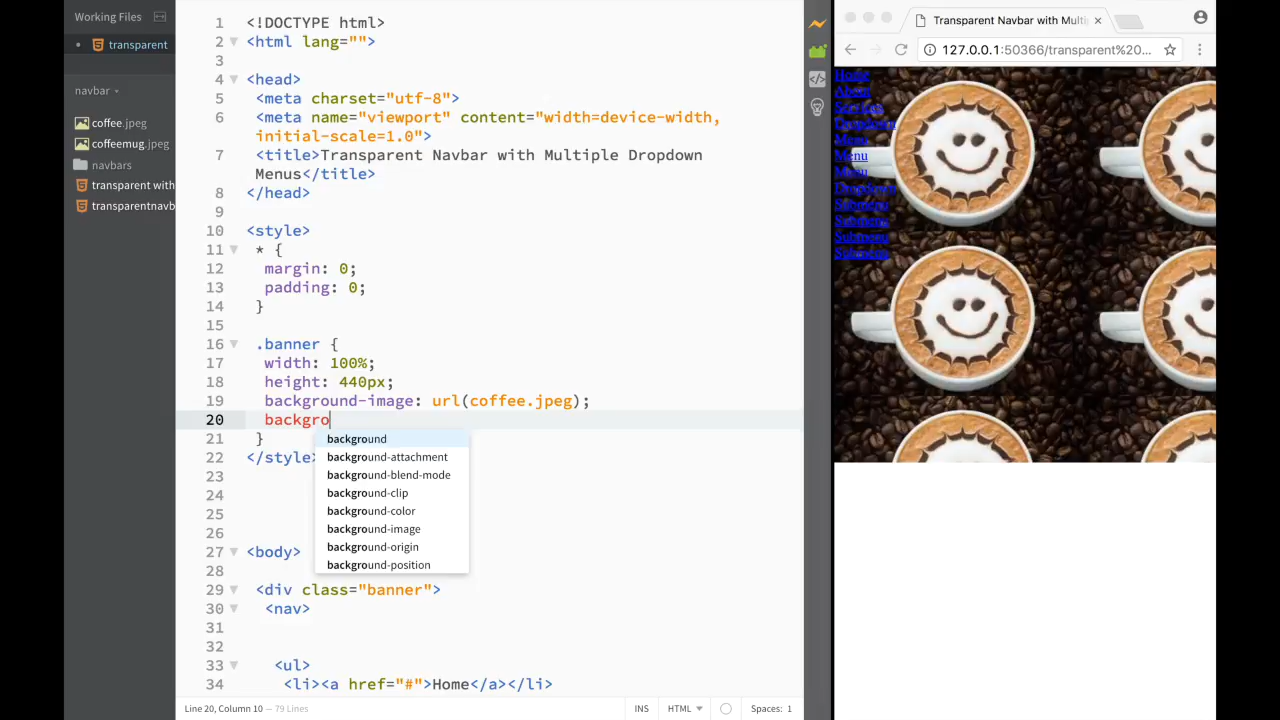 Working Files
transparent
navbar
coffee.jpeg
coffeemug.jpeg
navbars
transparent with
transparentnavb
1 <!DOCTYPE html>
2 <html lang="">
3
4 <head>
5 <meta charset="utf-8">
6 <meta name="viewport" content="width=device-width,
initial-scale=1.0">
7 <title>Transparent Navbar with Multiple Dropdown
Menus</title>
8 </head>
9
10 <style>
11 * {
12 margin: 0;
13 padding: 0;
14 }
15
16 .banner {
17 width: 100%;
18 height: 440px;
19 background-image: url(coffee.jpeg);
20 backgro
21 }
22 </style>
23
24
25
26
27 <body>
28
29 <div class="banner">
30 <nav>
31
32
33 <ul>
34 <li><a href="#">Home</a></li>
background
background-attachment
background-blend-mode
background-clip
background-color
background-image
background-origin
background-position
Line 20, Column 10 — 79 Lines
INS
HTML
Spaces: 1
Transparent Navbar with Multip
127.0.0.1:50366/transparent%20...
Home
About
Services
Dropdown
Menu
Menu
Menu
Dropdown
Submenu
Submenu
Submenu
Submenu